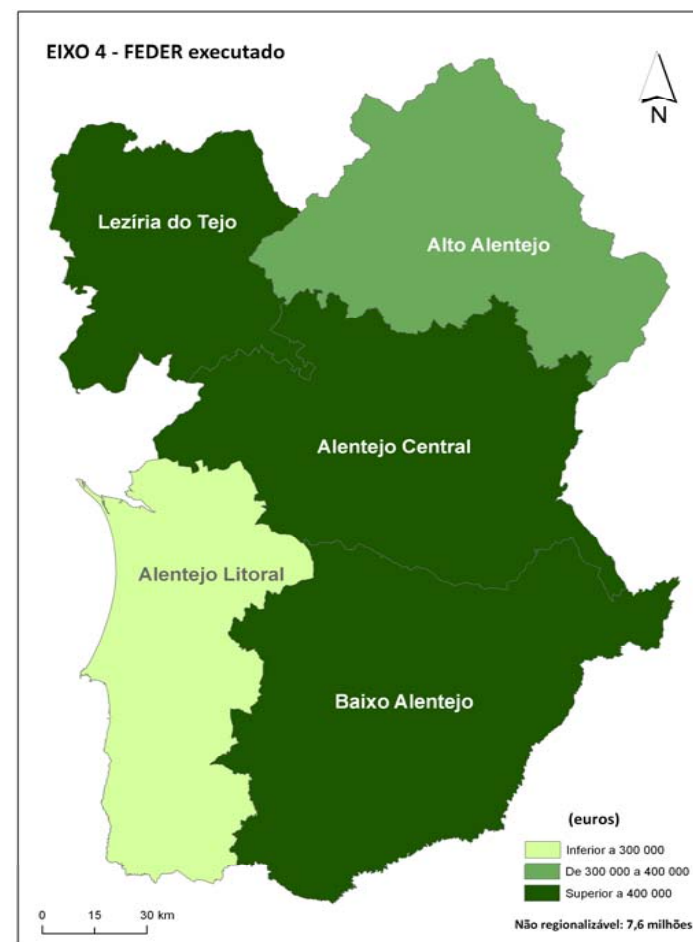 EIXO 4 - FEDER executado
N
Lezíria do Tejo
Alto Alentejo
Alentejo Central
Alentejo Litoral
Baixo Alentejo
(euros)
Inferior a 300 000
De 300 000 a 400 000
Superior a 400 000
0 15 30 km
Não regionalizável: 7,6 milhões